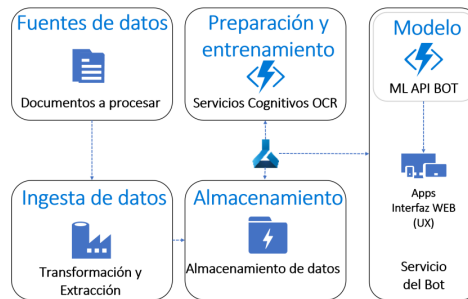 Fuentes de datos
Documentos a procesar
Preparación y
entrenamiento
Servicios Cognitivos OCR
Modelo
ML API BOT
Ingesta de datos
Transformación y
Extracción
Almacenamiento
Almacenamiento de datos
Apps
Interfaz WEB
(UX)
Servicio
del Bot